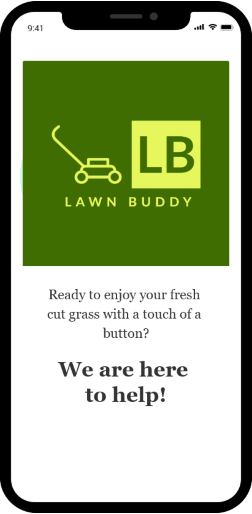 9:41
LB
LAWN BUDDY
Ready to enjoy your fresh
cut grass with a touch of a
button?
We are here
to help!